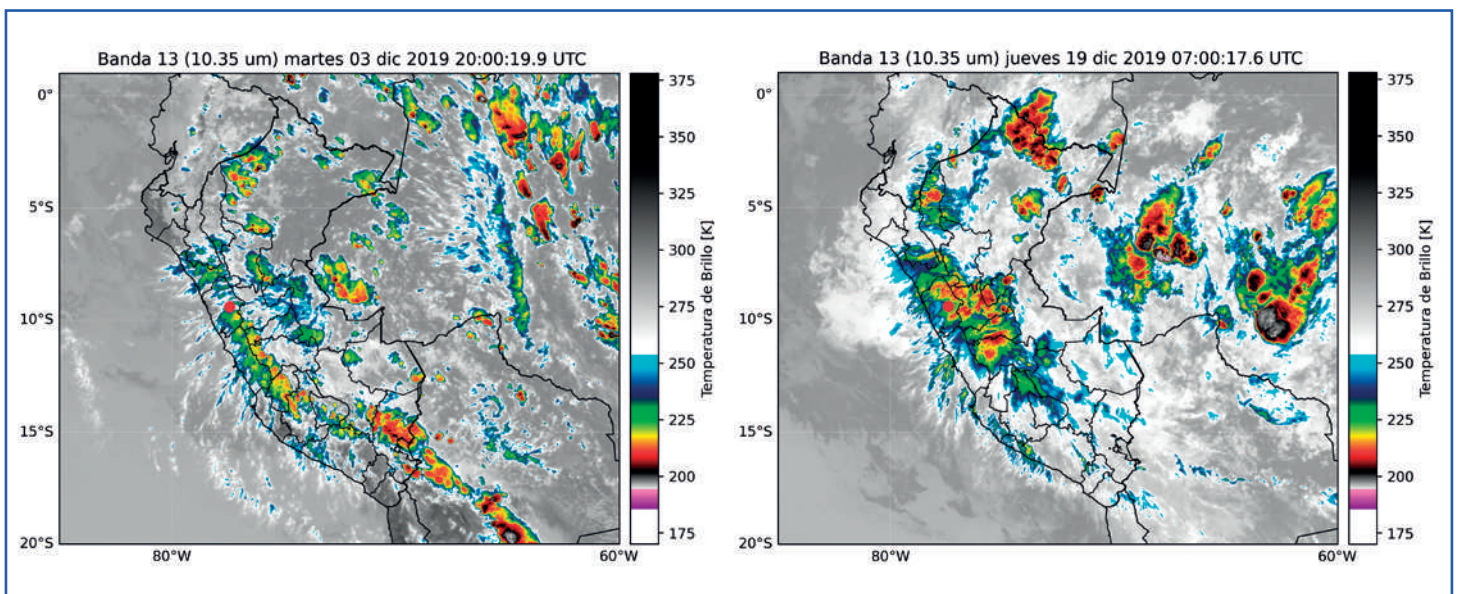 Banda 13 (10.35 um) martes 03 dic 2019 20:00:19.9 UTC
0°
5°S
10°S
15°S
20°S
80°W
60°W
375
350
325
300
275
250
225
200
175
Temperatura de Brillo [K]
Banda 13 (10.35 um) jueves 19 dic 2019 07:00:17.6 UTC
0°
5°S
10°S
15°S
20°S
80°W
60°W
375
350
325
300
275
250
225
200
175
Temperatura de Brillo [K]